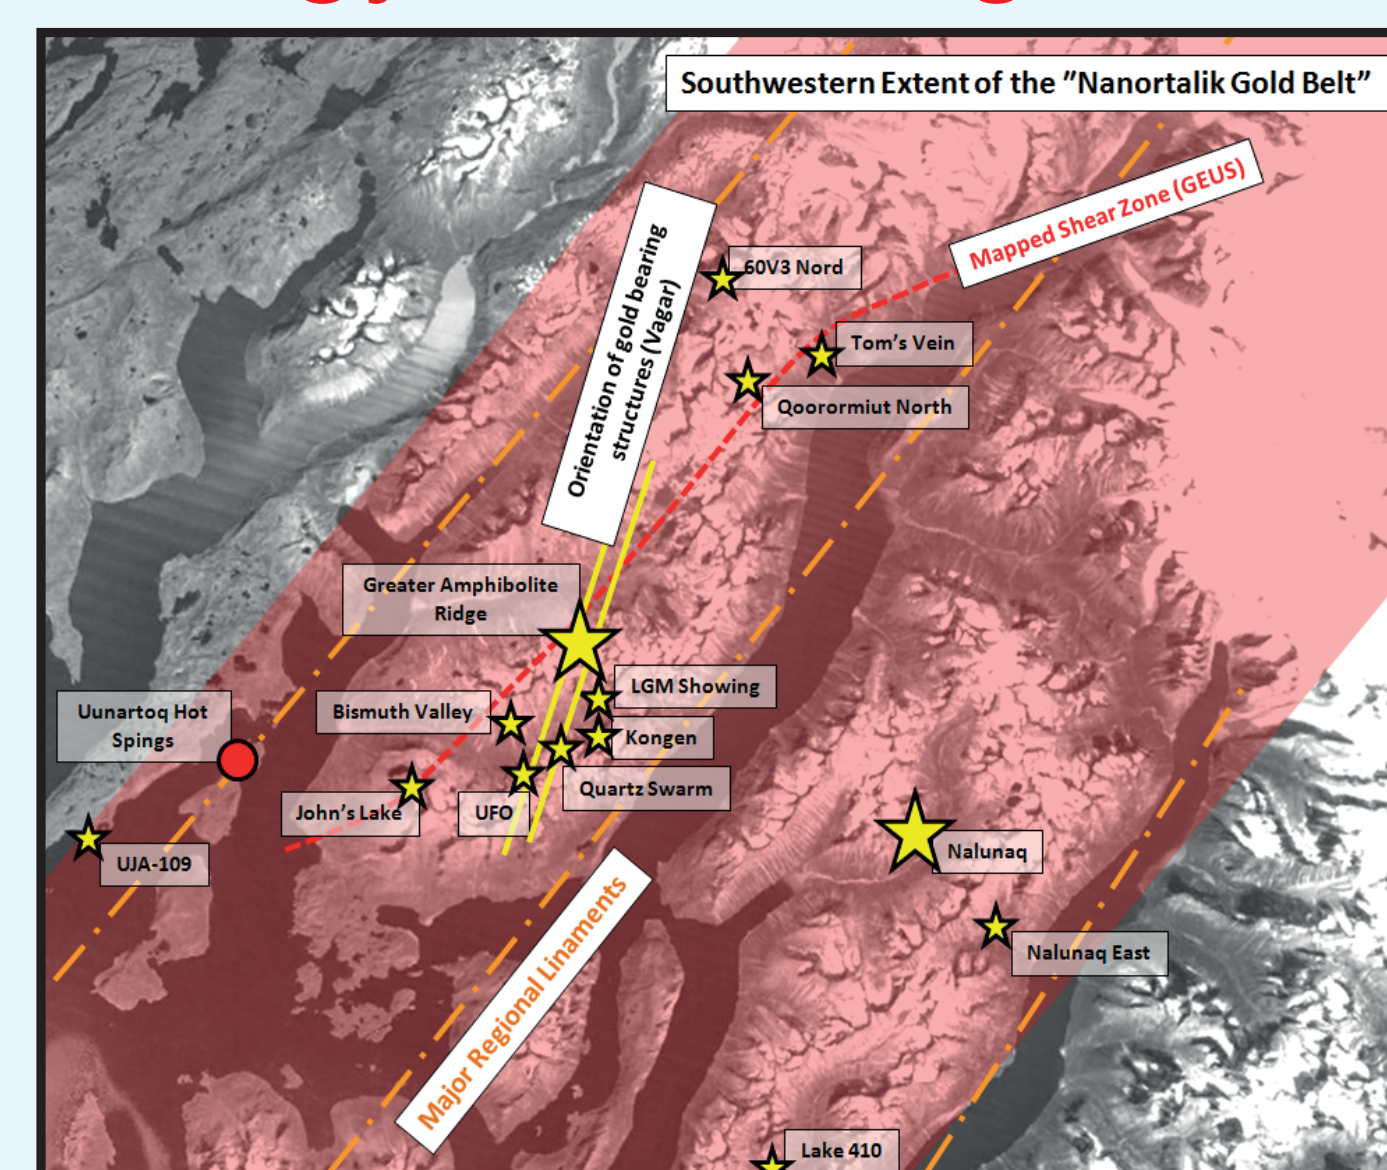 Southwestern Extent of the ”Nanortalik Gold Belt”
Mapped Shear Zone (GEUS)
Orientation of gold bearing
structures (Vagar)
60V3 Nord
Tom’s Vein
Qoorormiut North
Greater Amphibolite
Ridge
LGM Showing
Bismuth Valley
Uunartoq Hot
Spings
Kongen
Quartz Swarm
John’s Lake
UFO
UJA-109
Nalunaq
Nalunaq East
Major Regional Linaments
Lake 410